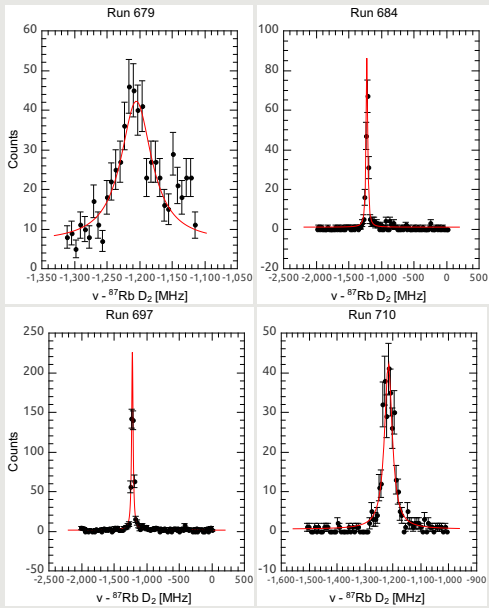 Run 679
60
50
40
30
20
10
0
Counts
-1,350 -1,300 -1,250 -1,200 -1,150 -1,100 -1,050
ν - ⁸⁷Rb D₂ [MHz]
Run 684
100
80
60
40
20
0
-20
-2,500 -2,000 -1,500 -1,000 -500 0 500
ν - ⁸⁷Rb D₂ [MHz]
Run 697
250
200
150
100
50
0
-50
Counts
-2,500 -2,000 -1,500 -1,000 -500 0 500
ν - ⁸⁷Rb D₂ [MHz]
Run 710
50
40
30
20
10
0
-10
-1,600 -1,500 -1,400 -1,300 -1,200 -1,100 -1,000 -900
ν - ⁸⁷Rb D₂ [MHz]